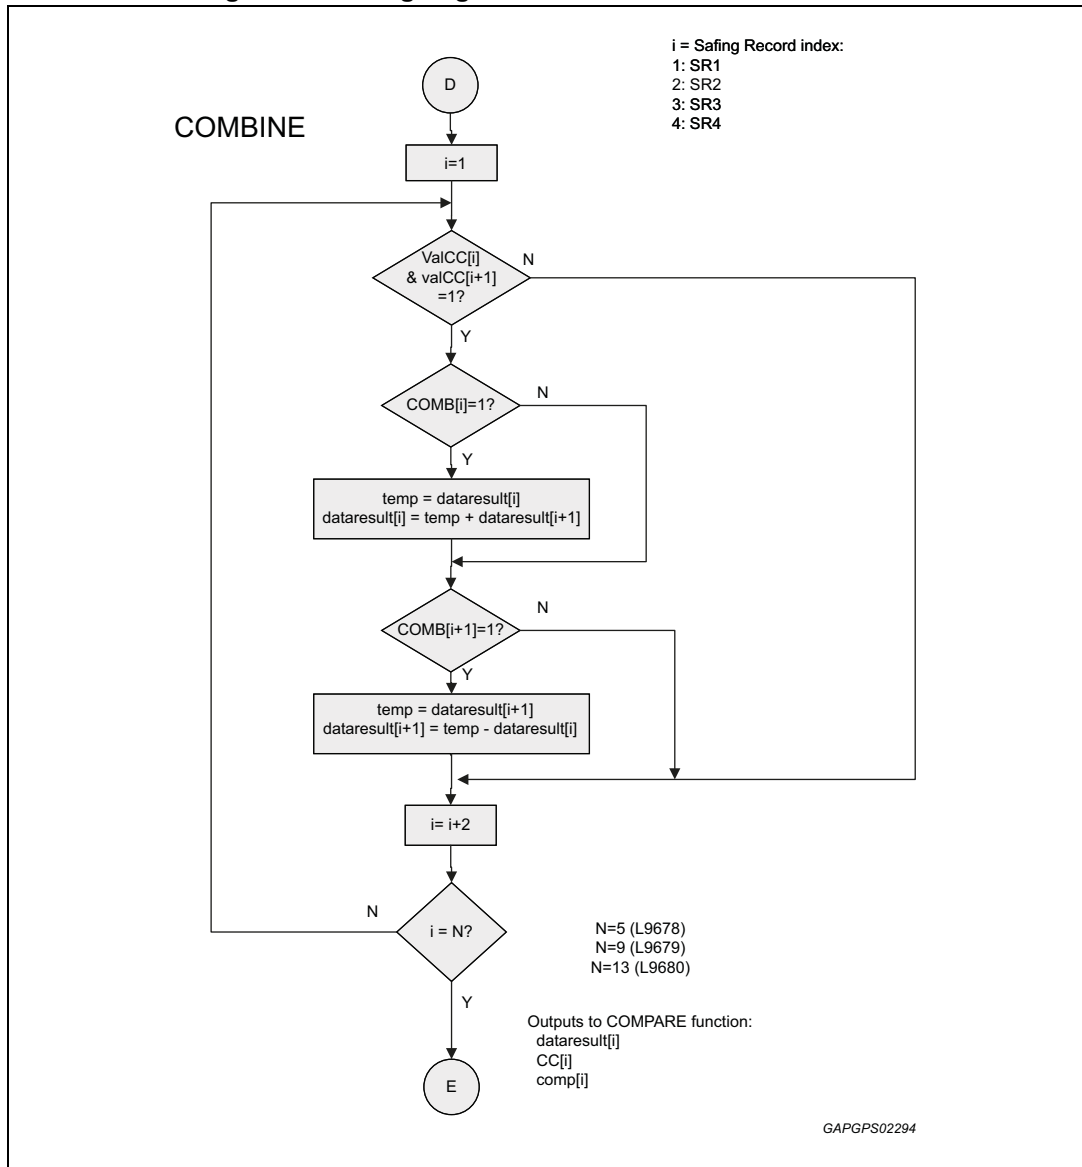 i = Safing Record index:
1: SR1
2: SR2
3: SR3
4: SR4
COMBINE
D
i=1
ValCC[i]
& valCC[i+1]
=1?
N
Y
COMB[i]=1?
N
Y
temp = dataresult[i]
dataresult[i] = temp + dataresult[i+1]
COMB[i+1]=1?
N
Y
temp = dataresult[i+1]
dataresult[i+1] = temp - dataresult[i]
i= i+2
i = N?
N
Y
N=5 (L9678)
N=9 (L9679)
N=13 (L9680)
Outputs to COMPARE function:
dataresult[i]
CC[i]
comp[i]
E
GAPGPS02294